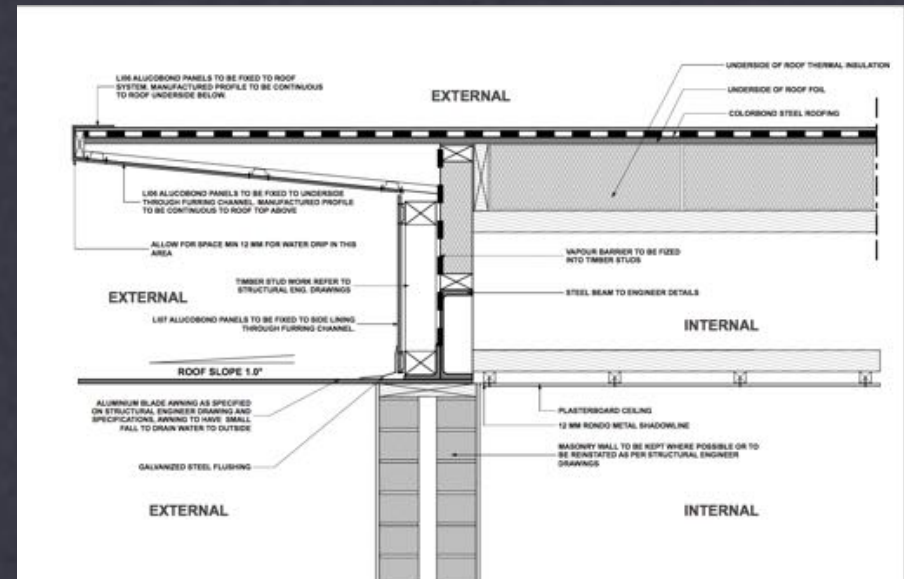 LI06 ALUCOBOND PANELS TO BE FIXED TO ROOF
SYSTEM. MANUFACTURED PROFILE TO BE CONTINUOUS
TO ROOF UNDERSIDE BELOW.
EXTERNAL
UNDERSIDE OF ROOF THERMAL INSULATION
UNDERSIDE OF ROOF FOIL
COLORBOND STEEL ROOFING
LI06 ALUCOBOND PANELS TO BE FIXED TO UNDERSIDE
THROUGH FURRING CHANNEL. MANUFACTURED PROFILE
TO BE CONTINUOUS TO ROOF TOP ABOVE
ALLOW FOR SPACE MIN 12 MM FOR WATER DRIP IN THIS
AREA
VAPOUR BARRIER TO BE FIZED
INTO TIMBER STUDS
TIMBER STUD WORK REFER TO
STRUCTURAL ENG. DRAWINGS
STEEL BEAM TO ENGINEER DETAILS
EXTERNAL
LI07 ALUCOBOND PANELS TO BE FIXED TO SIDE LINING
THROUGH FURRING CHANNEL.
INTERNAL
ROOF SLOPE 1.0°
ALUMINIUM BLADE AWNING AS SPECIFIED
ON STRUCTURAL ENGINEER DRAWING AND
SPECIFICATIONS, AWNING TO HAVE SMALL
FALL TO DRAIN WATER TO OUTSIDE
PLASTERBOARD CEILING
12 MM RONDO METAL SHADOWLINE
MASONRY WALL TO BE KEPT WHERE POSSIBLE OR TO
BE REINSTATED AS PER STRUCTURAL ENGINEER
DRAWINGS
GALVANIZED STEEL FLUSHING
EXTERNAL
INTERNAL